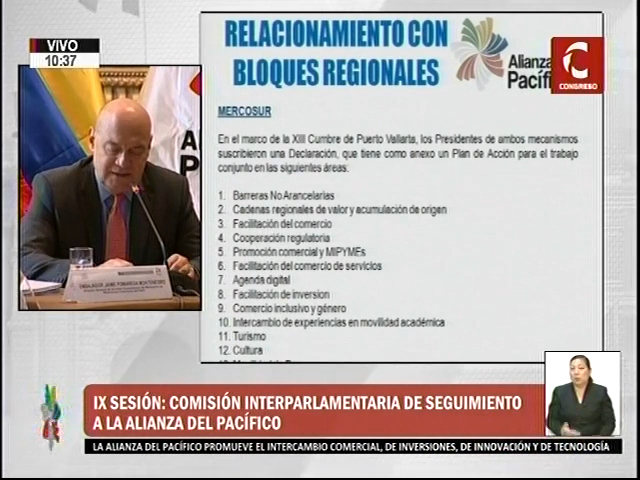 VIVO
10:37
RELACIONAMIENTO CON
BLOQUES REGIONALES
Alianza
Pacífico
CONGRESO
MERCOSUR
En el marco de la XIII Cumbre de Puerto Vallarta, los Presidentes de ambos mecanismos
suscribieron una Declaración, que tiene como anexo un Plan de Acción para el trabajo
conjunto en las siguientes áreas:
1. Barreras No Arancelarias
2. Cadenas regionales de valor y acumulación de origen
3. Facilitación del comercio
4. Cooperación regulatoria
5. Promoción comercial y MIPYMEs
6. Facilitación del comercio de servicios
7. Agenda digital
8. Facilitación de inversion
9. Comercio inclusivo y género
10. Intercambio de experiencias en movilidad académica
11. Turismo
12. Cultura
EMBAJADOR JAIME POMAREDA MONTENEGRO
IX SESIÓN: COMISIÓN INTERPARLAMENTARIA DE SEGUIMIENTO
A LA ALIANZA DEL PACÍFICO
LA ALIANZA DEL PACÍFICO PROMUEVE EL INTERCAMBIO COMERCIAL, DE INVERSIONES, DE INNOVACIÓN Y DE TECNOLOGÍA